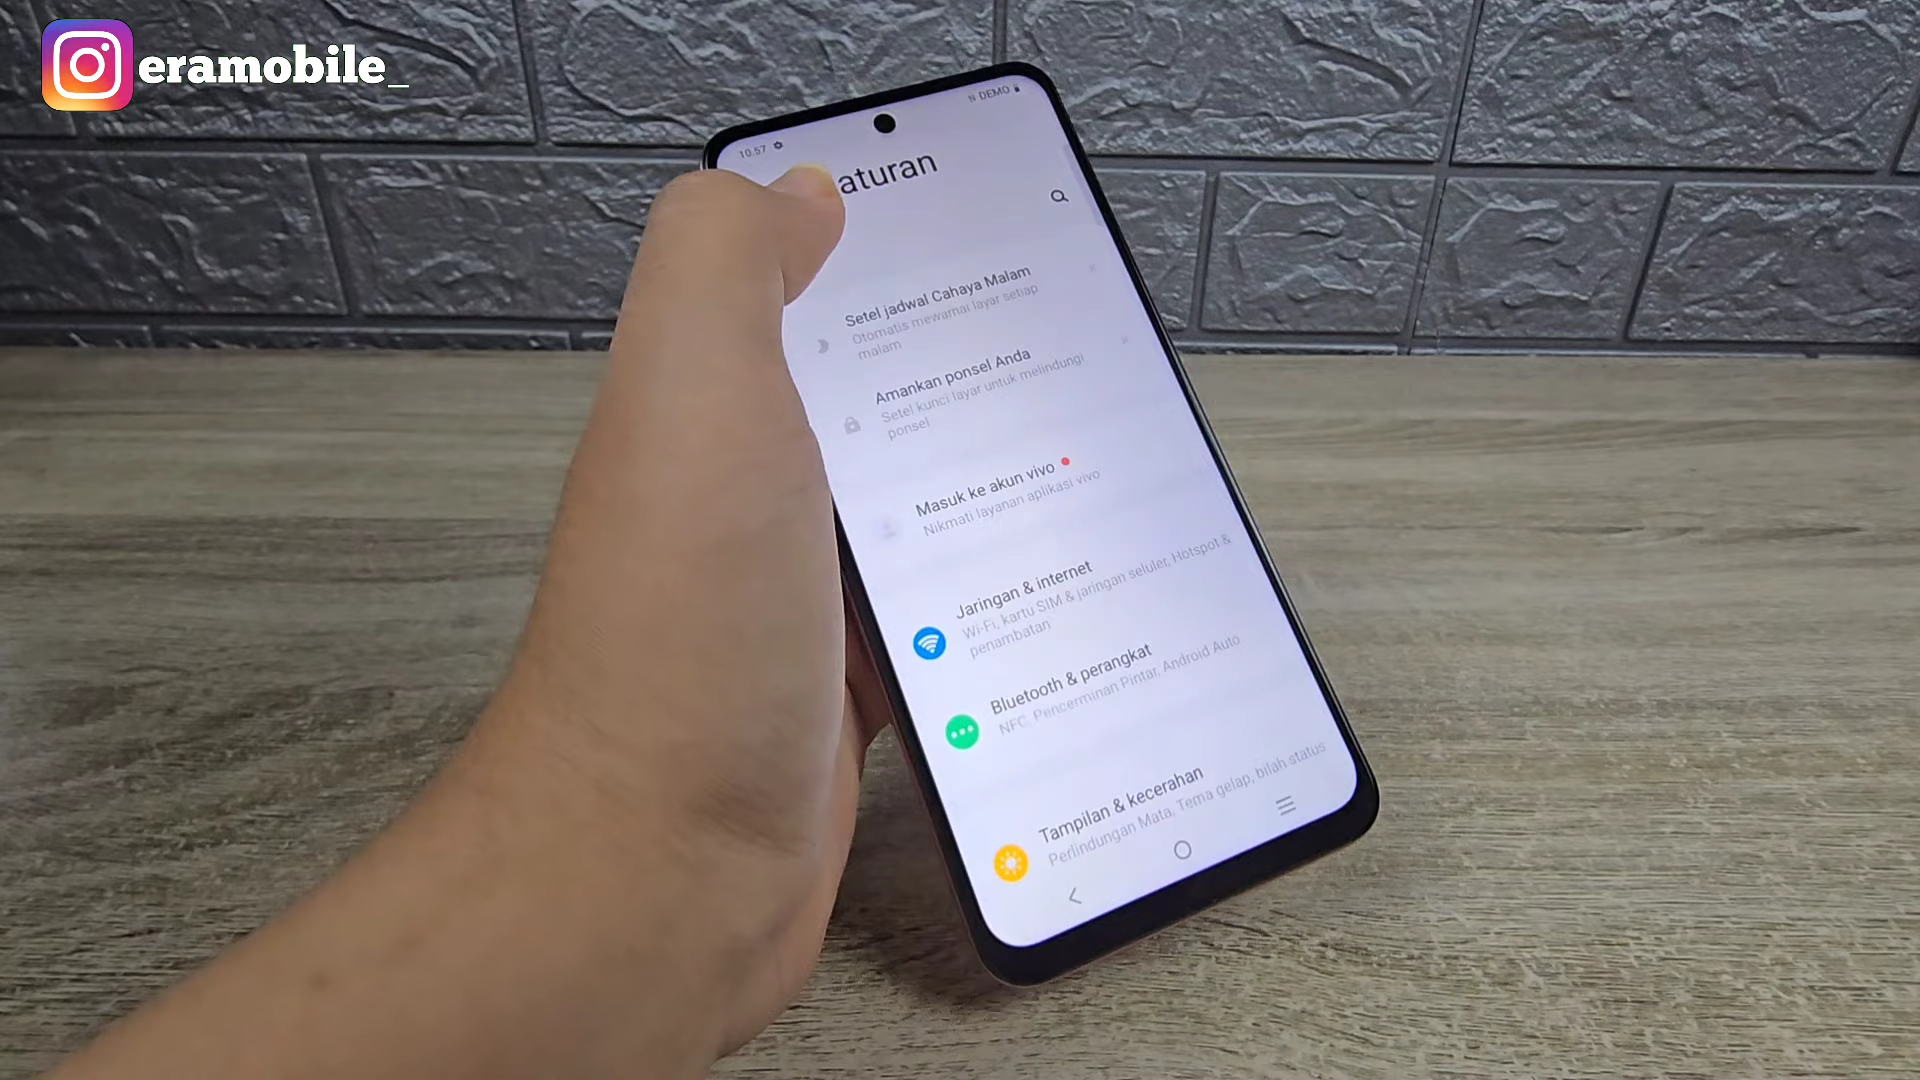 eramobile_
10.57
N DEMO
aturan
Setel jadwal Cahaya Malam
Otomatis mewarnai layar setiap
malam
Amankan ponsel Anda
Setel kunci layar untuk melindungi
ponsel
Masuk ke akun vivo
Nikmati layanan aplikasi vivo
Jaringan & internet
Wi-Fi, kartu SIM & jaringan seluler, Hotspot &
penambatan
Bluetooth & perangkat
NFC, Pencerminan Pintar, Android Auto
Tampilan & kecerahan
Perlindungan Mata, Tema gelap, bilah status